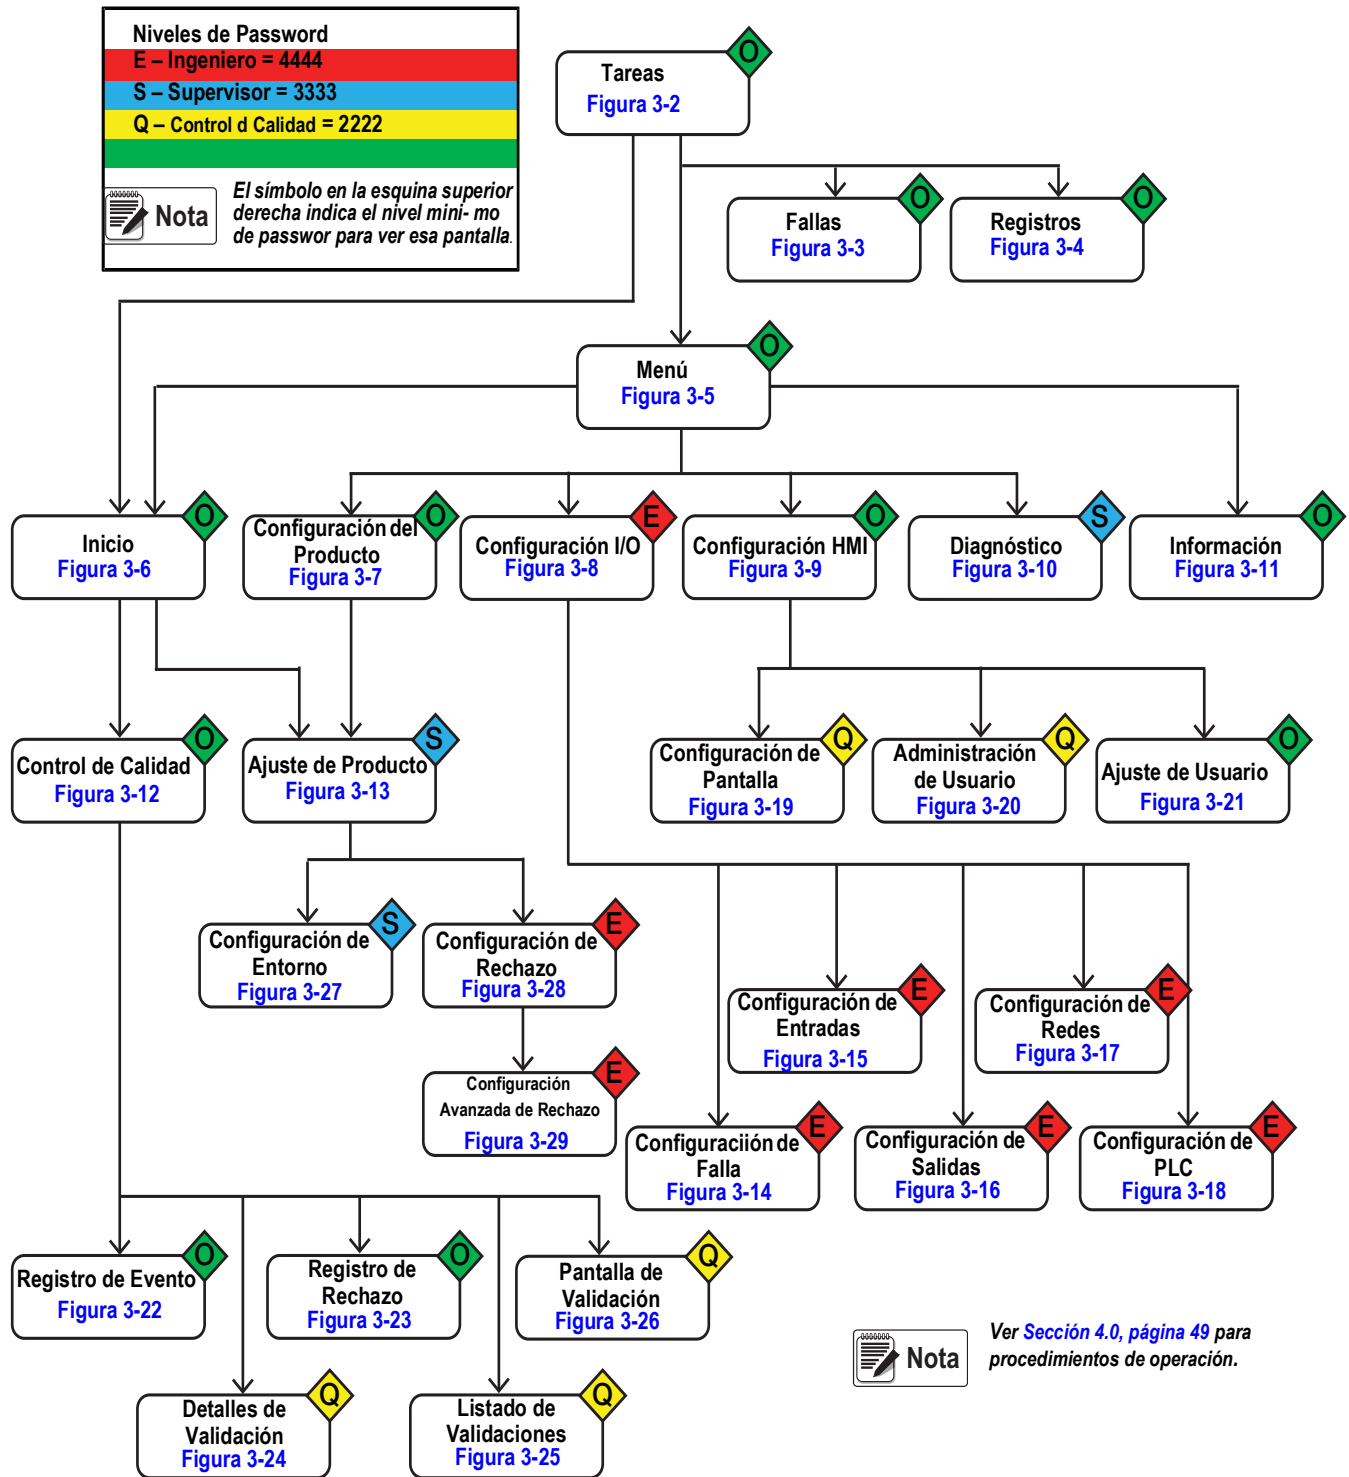 Niveles de Password
E – Ingeniero = 4444
S – Supervisor = 3333
Q – Control d Calidad = 2222
Nota
El símbolo en la esquina superior
derecha indica el nivel mini- mo
de passwor para ver esa pantalla.
O
Tareas
Figura 3-2
O
Fallas
Figura 3-3
O
Registros
Figura 3-4
O
Menú
Figura 3-5
O
Inicio
Figura 3-6
O
Configuración del
Producto
Figura 3-7
E
Configuración I/O
Figura 3-8
O
Configuración HMI
Figura 3-9
S
Diagnóstico
Figura 3-10
O
Información
Figura 3-11
O
Control de Calidad
Figura 3-12
S
Ajuste de Producto
Figura 3-13
Q
Configuración de
Pantalla
Figura 3-19
Q
Administración
de Usuario
Figura 3-20
O
Ajuste de Usuario
Figura 3-21
S
Configuración de
Entorno
Figura 3-27
E
Configuración de
Rechazo
Figura 3-28
E
Configuración de
Entradas
Figura 3-15
E
Configuración de
Redes
Figura 3-17
E
Configuración
Avanzada de Rechazo
Figura 3-29
E
Configuraciión de
Falla
Figura 3-14
E
Configuración de
Salidas
Figura 3-16
E
Configuración de
PLC
Figura 3-18
O
Registro de Evento
Figura 3-22
O
Registro de
Rechazo
Figura 3-23
Q
Pantalla de
Validación
Figura 3-26
Q
Detalles de
Validación
Figura 3-24
Q
Listado de
Validaciones
Figura 3-25
Nota
Ver Sección 4.0, página 49 para
procedimientos de operación.